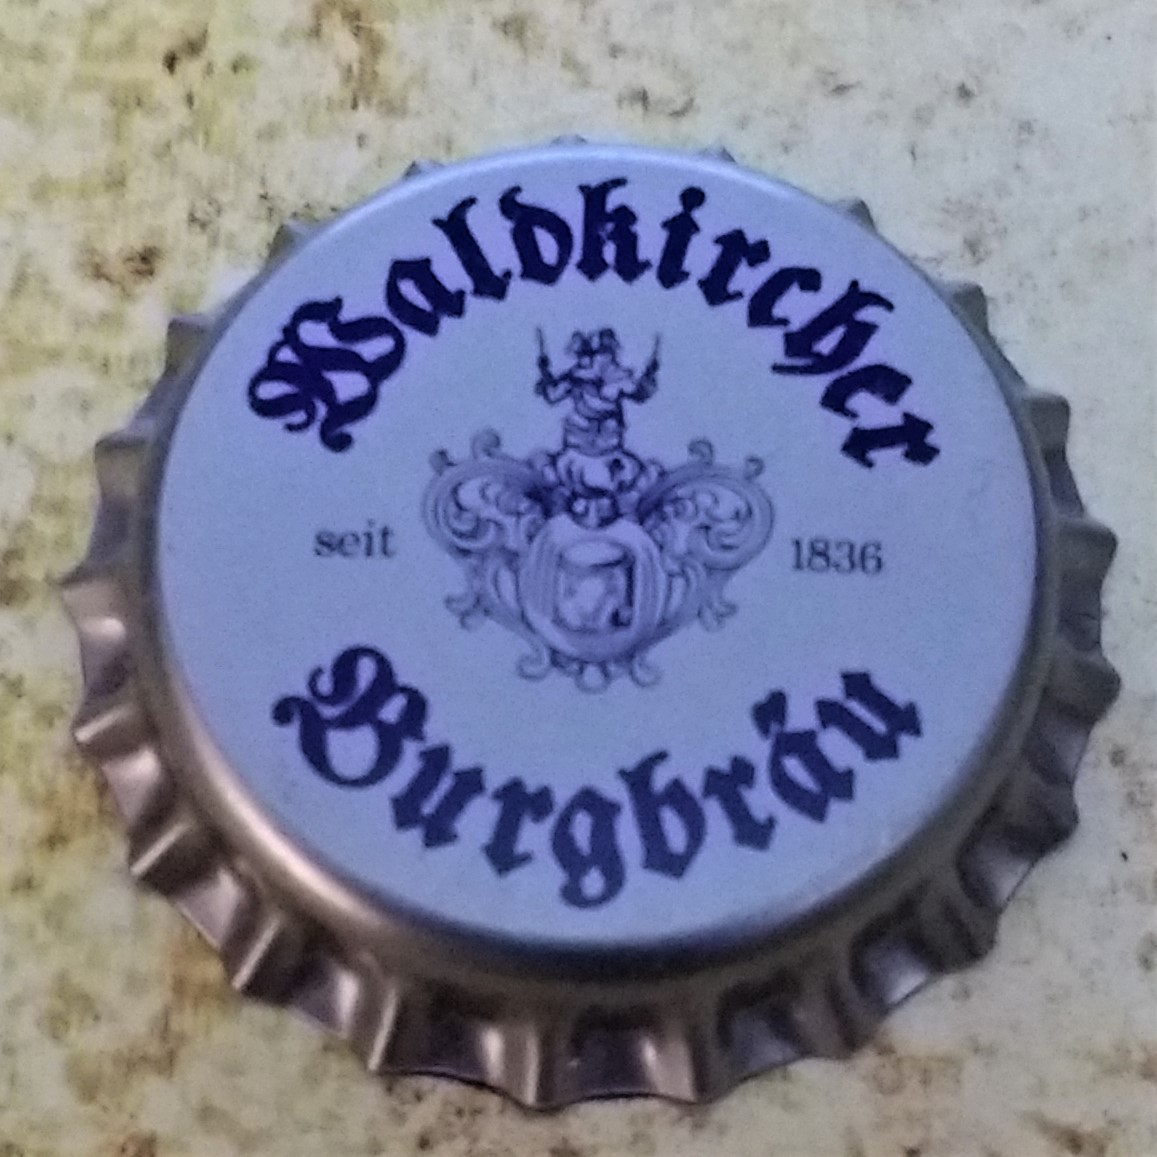 Waldkircher
seit 1836
Burgbräu